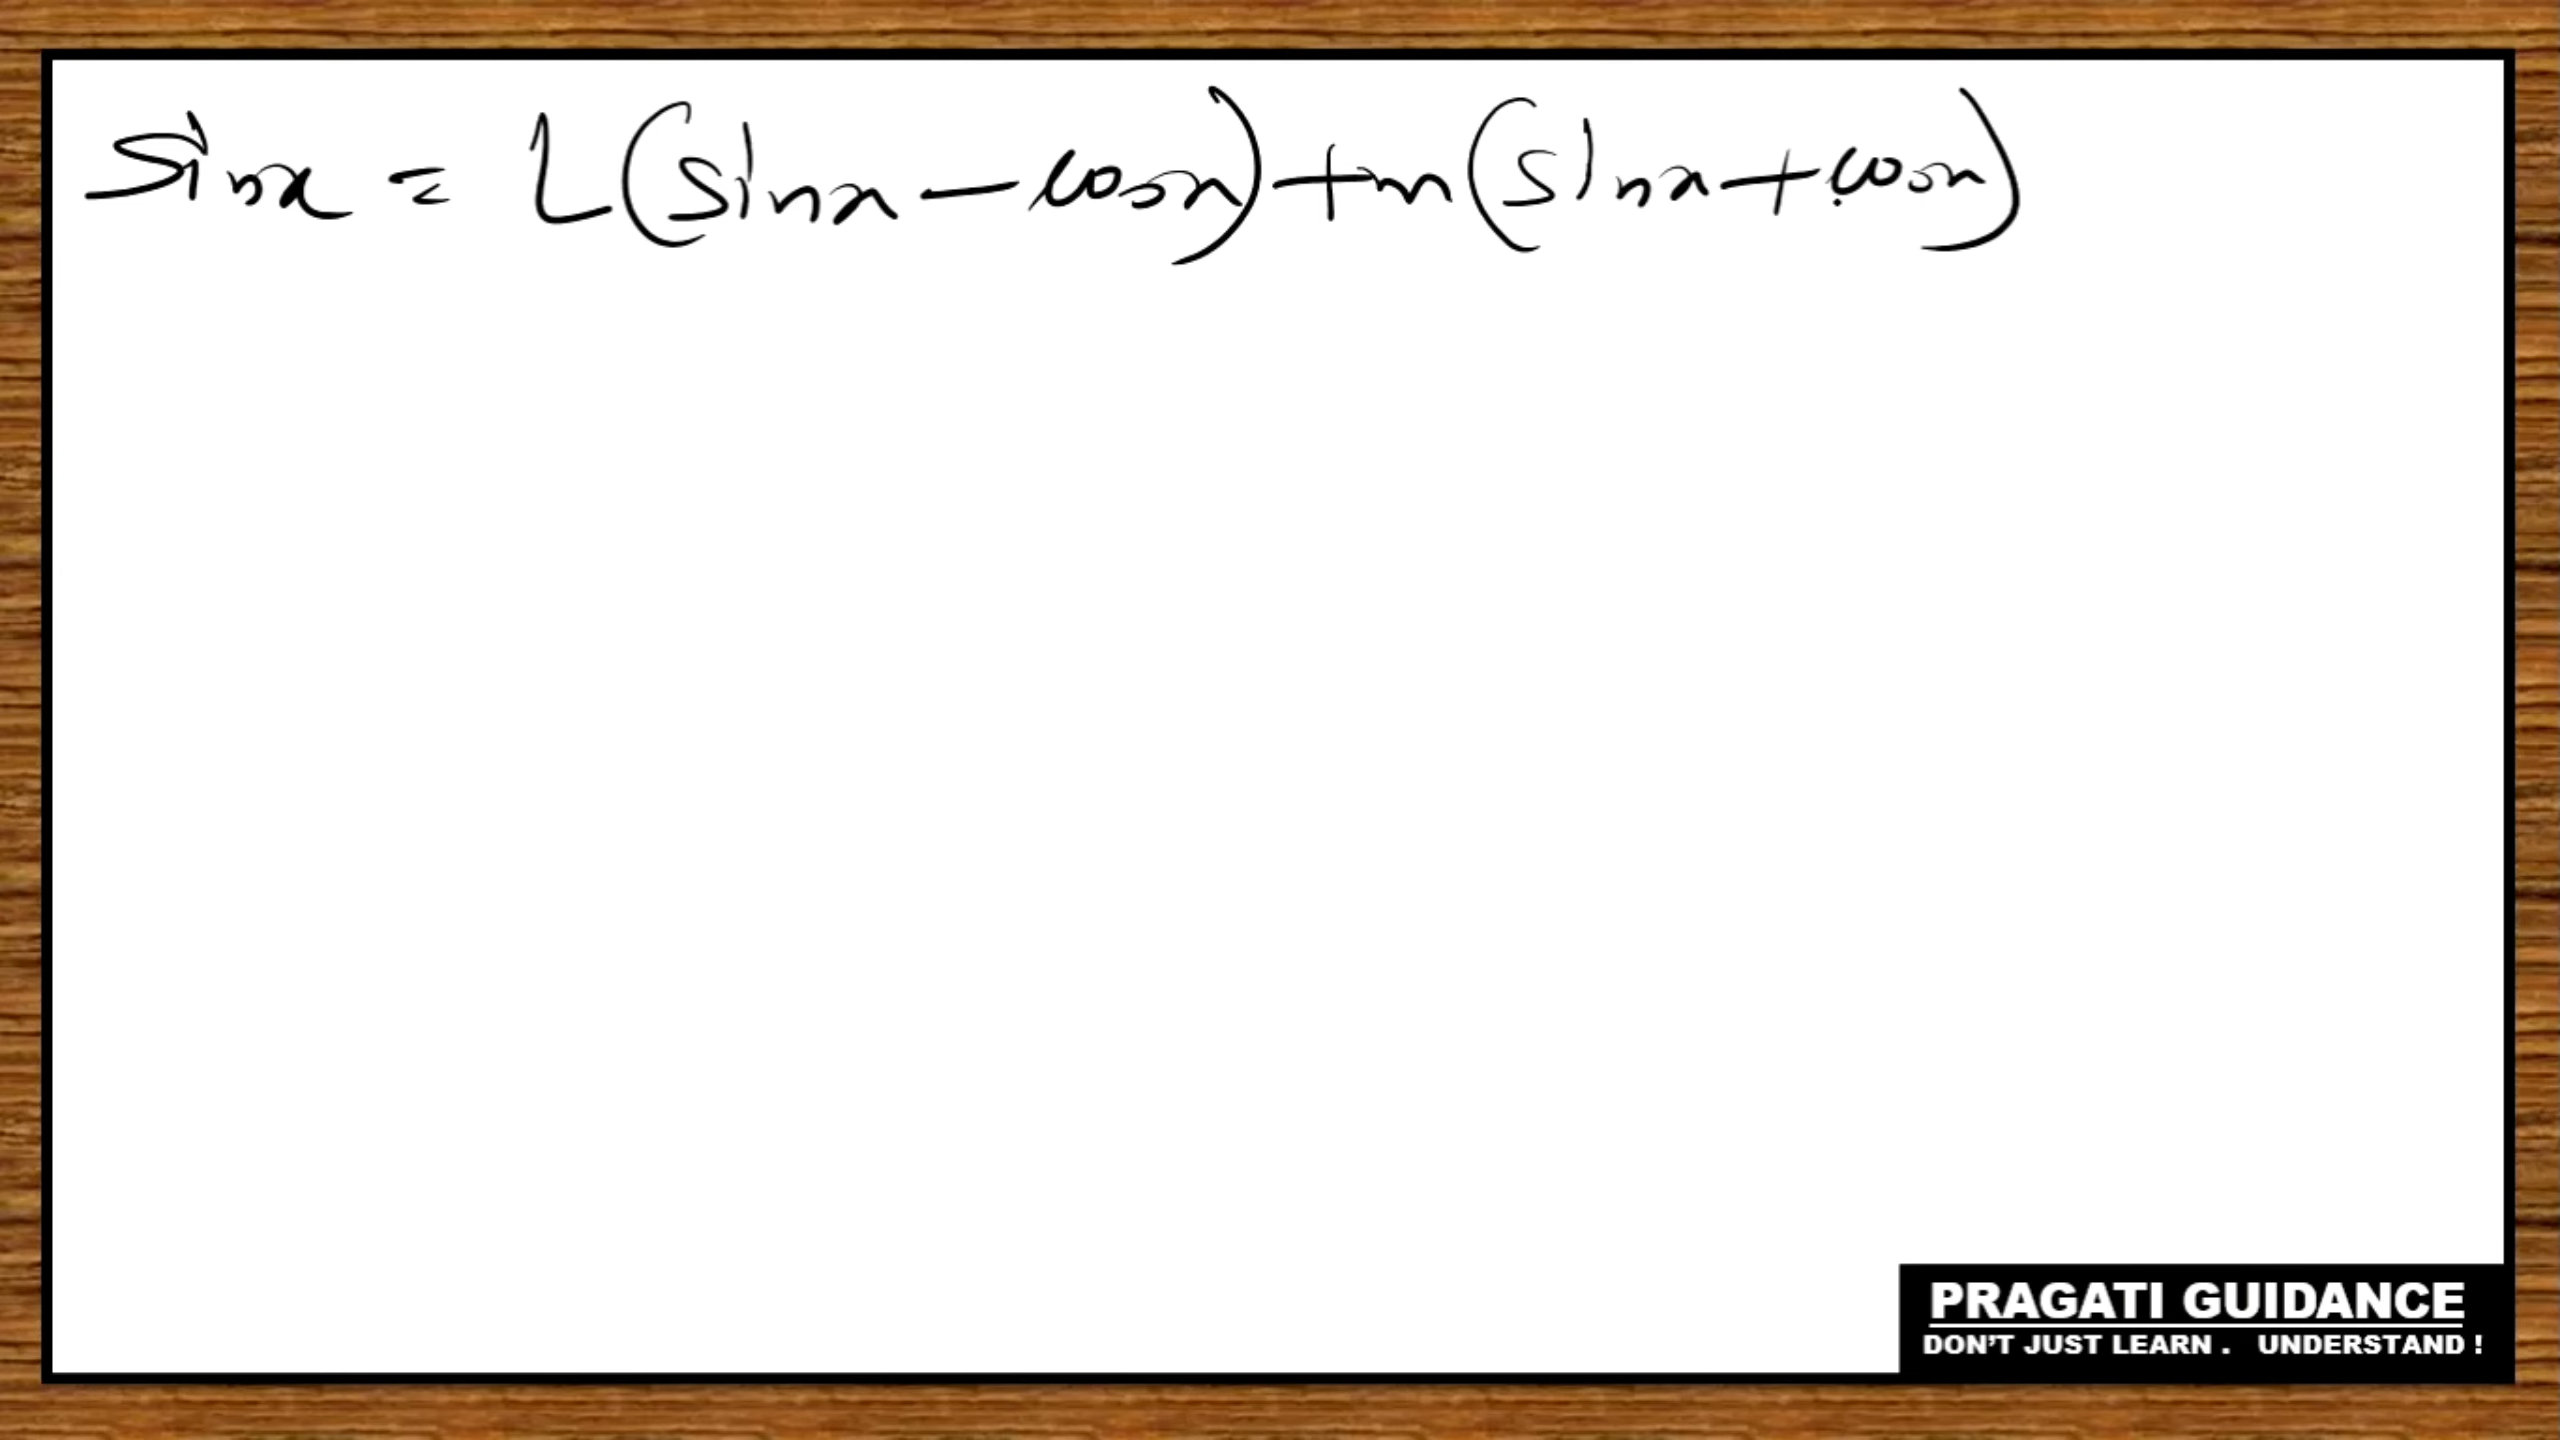 sinx = L(sinx-cosx)+m(sinx+cosx)
PRAGATI GUIDANCE
DON'T JUST LEARN . UNDERSTAND !